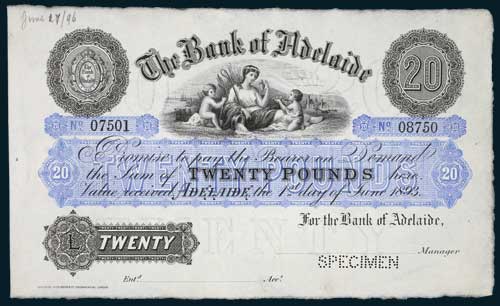 June 27/96
The Bank of Adelaide
20
No 07501
No 08750
I Promise to pay the Bearer on Demand
20 the Sum of TWENTY POUNDS here 20
Value received, ADELAIDE, the 1st day of June 1893.
For the Bank of Adelaide,
£ TWENTY
Manager
SPECIMEN
Entd. Acct.